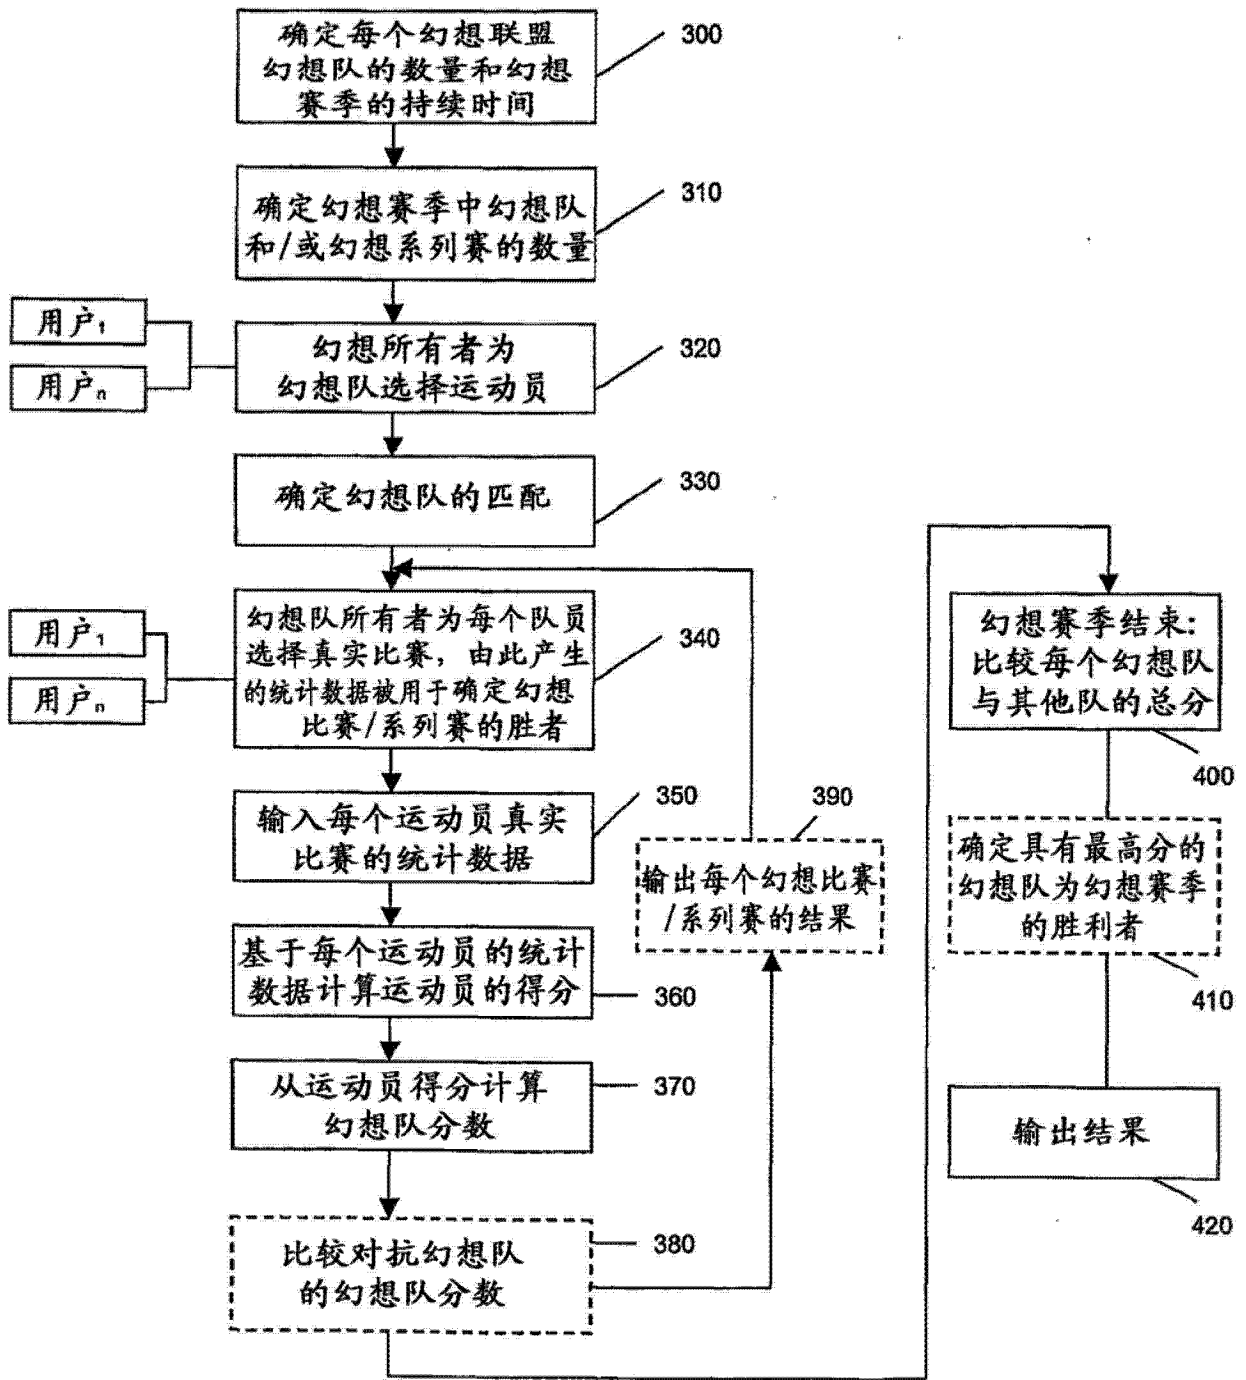 确定每个幻想联盟
幻想队的数量和幻想
赛季的持续时间
300
确定幻想赛季中幻想队
和/或幻想系列赛的数量
310
用户1
用户n
幻想所有者为
幻想队选择运动员
320
确定幻想队的匹配
330
用户1
用户n
幻想队所有者为每个队员
选择真实比赛，由此产生
的统计数据被用于确定幻想
比赛/系列赛的胜者
340
输入每个运动员真实
比赛的统计数据
350
基于每个运动员的统计
数据计算运动员的得分
360
从运动员得分计算
幻想队分数
370
比较对抗幻想队
的幻想队分数
380
390
输出每个幻想比赛
/系列赛的结果
幻想赛季结束:
比较每个幻想队
与其他队的总分
400
确定具有最高分的
幻想队为幻想赛季
的胜利者
410
输出结果
420